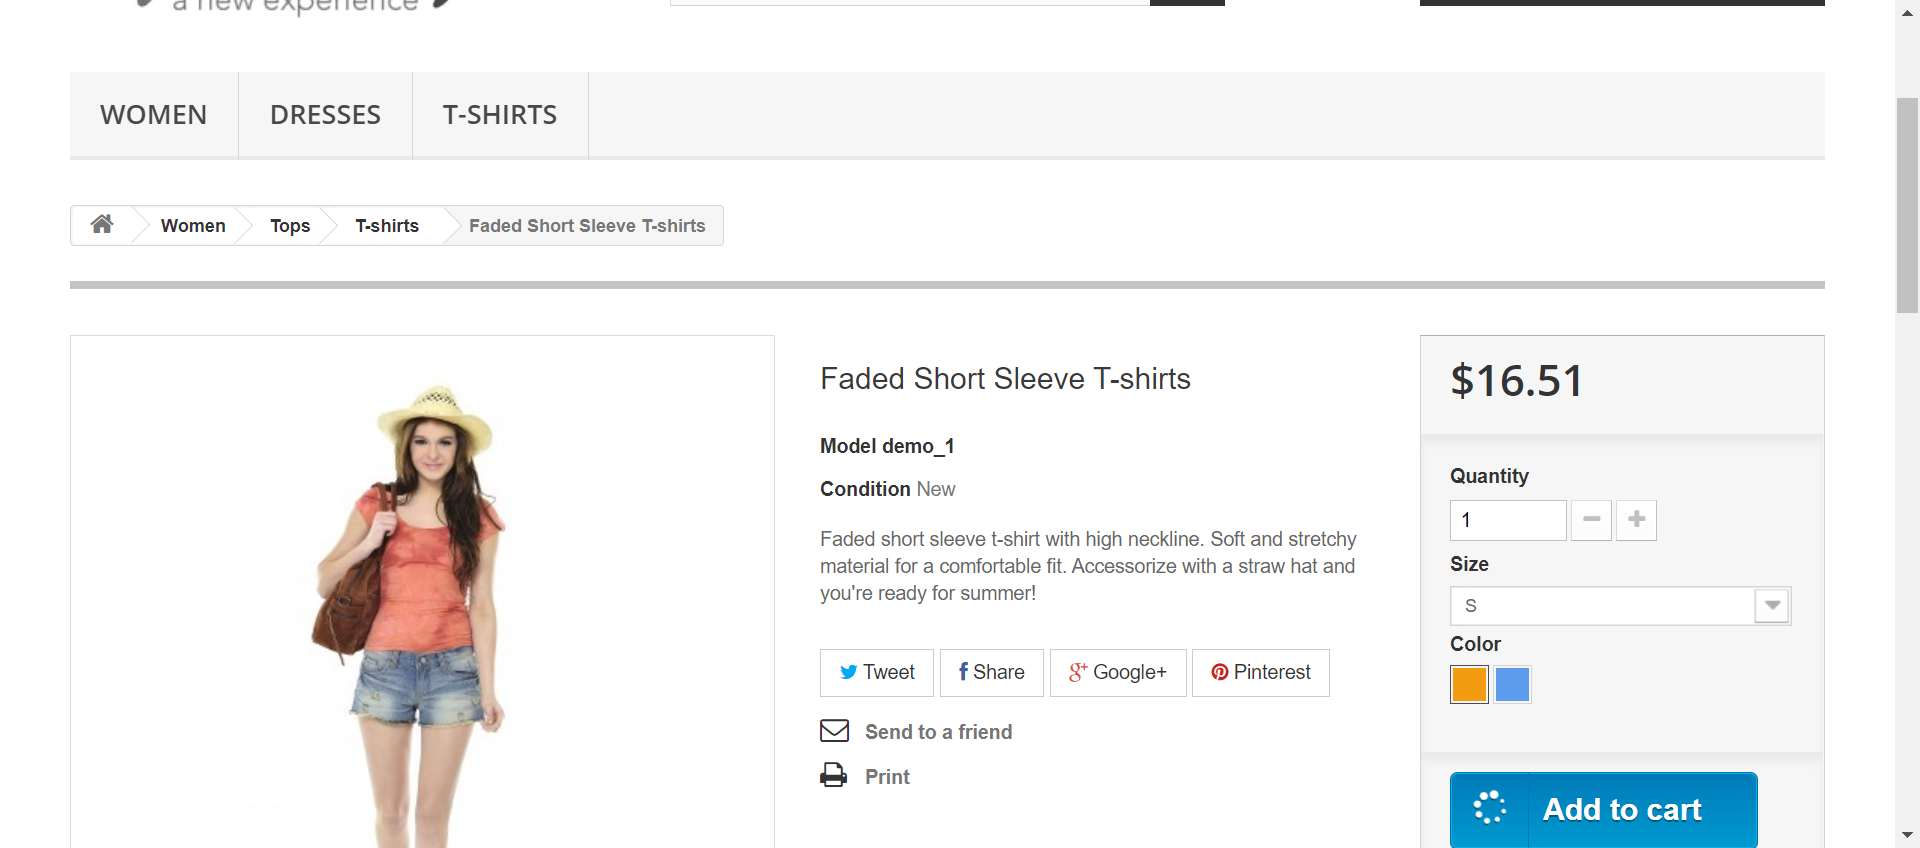 a new experience
WOMEN
DRESSES
T-SHIRTS
Women
Tops
T-shirts
Faded Short Sleeve T-shirts
Faded Short Sleeve T-shirts
Model demo_1
Condition New
Faded short sleeve t-shirt with high neckline. Soft and stretchy
material for a comfortable fit. Accessorize with a straw hat and
you're ready for summer!
Tweet
Share
Google+
Pinterest
Send to a friend
Print
$16.51
Quantity
1
Size
S
Color
Add to cart